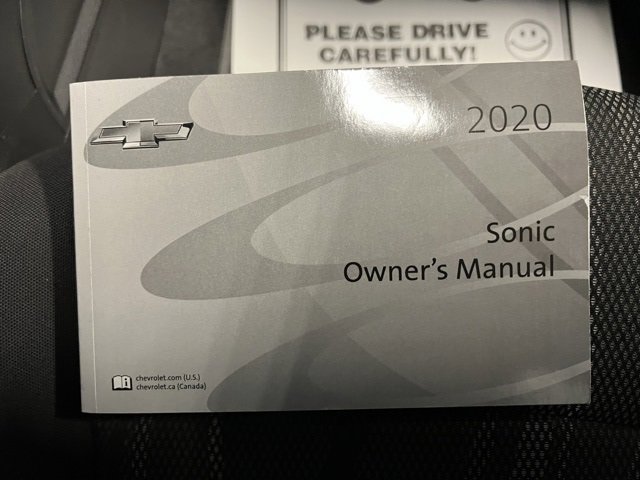 PLEASE DRIVE
CAREFULLY!
2020
Sonic
Owner's Manual
chevrolet.com (U.S.)
chevrolet.ca (Canada)